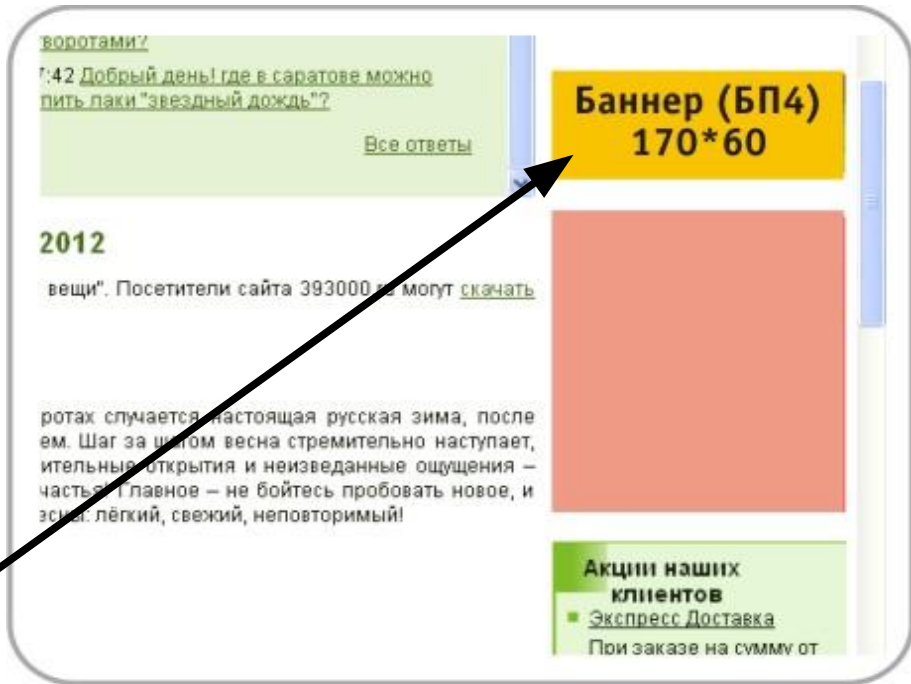 воротами?
7:42 Добрый день! где в саратове можно
пить лаки "звездный дождь"?
Все ответы
2012
вещи". Посетители сайта 393000 могут скачать
ротах случается настоящая русская зима, после
ем. Шаг за шагом весна стремительно наступает,
ительные открытия и неизведанные ощущения –
частья! Главное – не бойтесь пробовать новое, и
есны: лёгкий, свежий, неповторимый!
Баннер (БП4)
170*60
Акции наших
клиентов
Экспресс Доставка
При заказе на сумму от